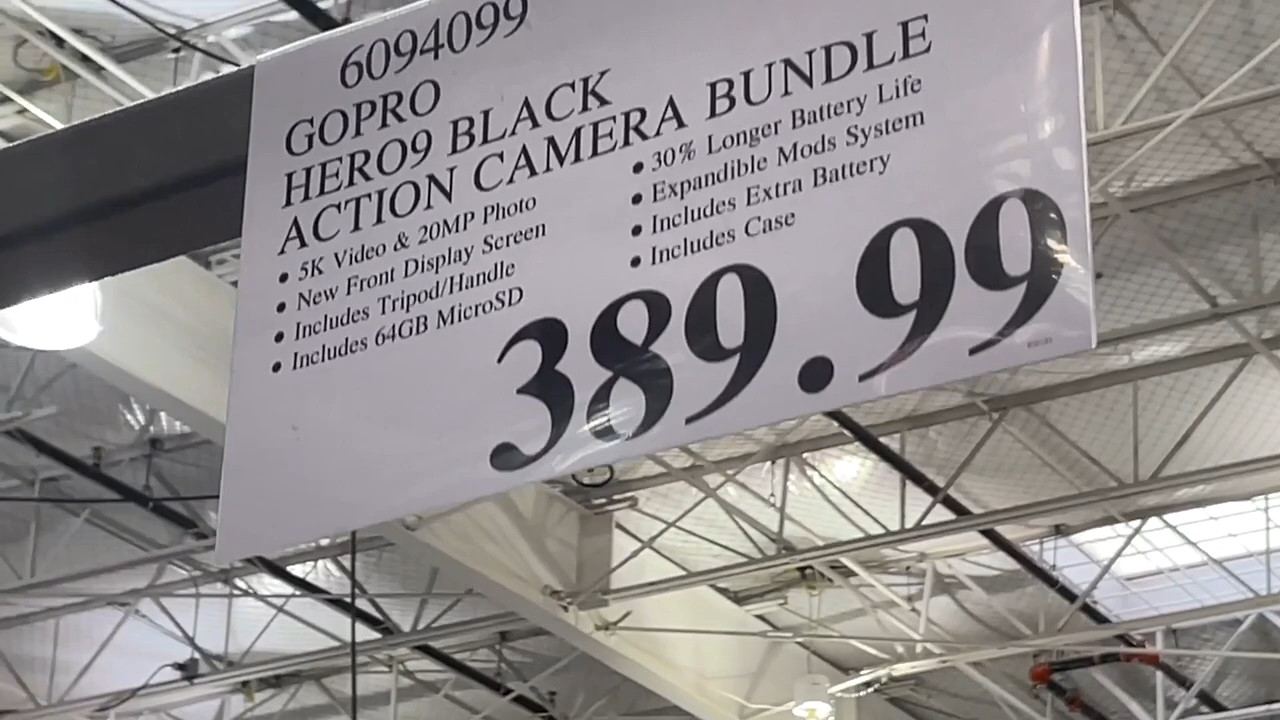 6094099
GOPRO
HERO9 BLACK
ACTION CAMERA BUNDLE
• 5K Video & 20MP Photo
• New Front Display Screen
• Includes Tripod/Handle
• Includes 64GB MicroSD
• 30% Longer Battery Life
• Expandible Mods System
• Includes Extra Battery
• Includes Case
389.99